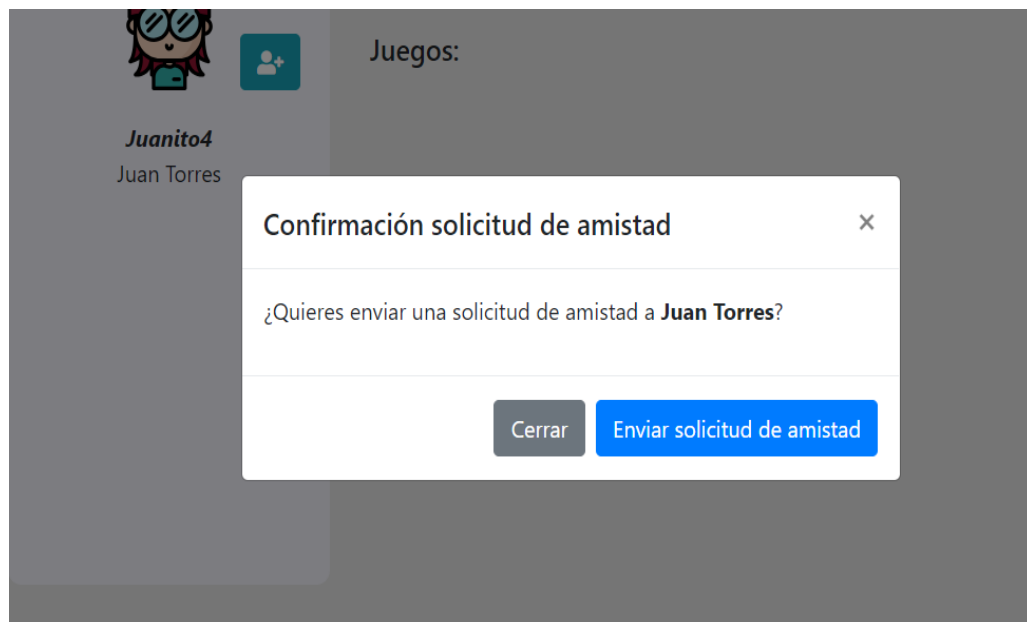 Juegos:
Juanito4
Juan Torres
Confirmación solicitud de amistad
×
¿Quieres enviar una solicitud de amistad a Juan Torres?
Cerrar
Enviar solicitud de amistad